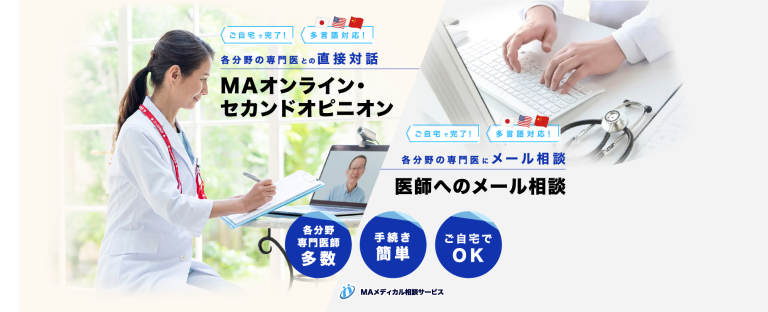 ご自宅で完了!
多言語対応!
各分野の専門医との直接対話
MAオンライン・
セカンドオピニオン
ご自宅で完了!
多言語対応!
各分野の専門医にメール相談
医師へのメール相談
各分野
専門医師
多数
手続き
簡単
ご自宅で
OK
MAメディカル相談サービス